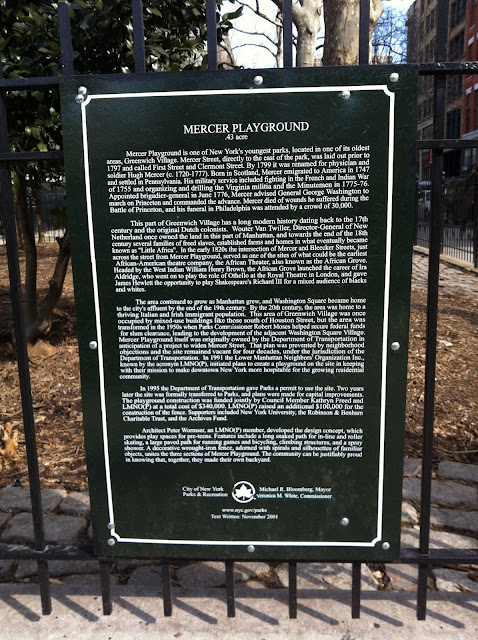 MERCER PLAYGROUND
.43 acre
Mercer Playground is one of New York's youngest parks, located in one of its oldest
areas, Greenwich Village. Mercer Street, directly to the east of the park, was laid out prior to
1797 and called First Street and Clermont Street. By 1799 it was renamed for physician and
soldier Hugh Mercer (c. 1720-1777). Born in Scotland, Mercer emigrated to America in 1747
and settled in Pennsylvania. His military service included fighting in the French and Indian War
of 1755 and organizing and drilling the Virginia militia and the Minutemen in 1775-76.
Appointed brigadier-general in June 1776, Mercer advised General George Washington to
march on Princeton and commanded the advance. Mercer died of wounds he suffered during the
Battle of Princeton, and his funeral in Philadelphia was attended by a crowd of 30,000.
This part of Greenwich Village has a long modern history dating back to the 17th
century and the original Dutch colonists. Wouter Van Twiller, Director-General of New
Netherland once owned the land in this part of Manhattan, and towards the end of the 18th
century several families of freed slaves, established farms and homes in what eventually became
known as "Little Africa". In the early 1820s the intersection of Mercer and Bleecker Streets, just
across the street from Mercer Playground, served as one of the sites of what could be the earliest
African-American theatre company, the African Theater, also known as the African Grove.
Headed by the West Indian William Henry Brown, the African Grove launched the career of Ira
Aldridge, who went on to play the role of Othello at the Royal Theatre in London, and gave
James Hewlett the opportunity to play Shakespeare's Richard III for a mixed audience of blacks
and whites.
The area continued to grow as Manhattan grew, and Washington Square became home
to the city's affluent by the end of the 19th century. By the 20th century, the area was home to a
thriving Italian and Irish immigrant population. This area of Greenwich Village was once
occupied by mixed-use buildings like those south of Houston Street, but the area was
transformed in the 1950s when Parks Commissioner Robert Moses helped secure federal funds
for slum clearance, leading to the development of the adjacent Washington Square Village.
Mercer Playground itself was originally owned by the Department of Transportation in
anticipation of a project to widen Mercer Street. That plan was prevented by neighborhood
objections and the site remained vacant for four decades, under the jurisdiction of the
Department of Transportation. In 1991 the Lower Manhattan Neighbors' Organization Inc.,
known by the acronym LMNO(P), initiated plans to create a playground on the site in keeping
with their mission to make downtown New York more hospitable for the growing residential
community.
In 1995 the Department of Transportation gave Parks a permit to use the site. Two years
later the site was formally transferred to Parks, and plans were made for capital improvements.
The playground construction was funded jointly by Council Member Kathryn Freed and
LMNO(P) at a total cost of $340,000. LMNO(P) raised an additional $100,000 for the
construction of the fence. Supporters included New York University, the Robinson & Benham
Charitable Trust, and the Archives Fund.
Architect Peter Wormser, an LMNO(P) member, developed the design concept, which
provides play spaces for pre-teens. Features include a long snaked path for in-line and roller
skating, a large paved path for running games and bicycling, climbing structures, and a spray
shower. A decorative wrought-iron fence, adorned with spirals and silhouettes of familiar
objects, unites the three sections of Mercer Playground. The community can be justifiably proud
in knowing that, together, they made their own backyard.
City of New York
Parks & Recreation
Michael R. Bloomberg, Mayor
Veronica M. White, Commissioner
www.nyc.gov/parks
Text Written: November 2001